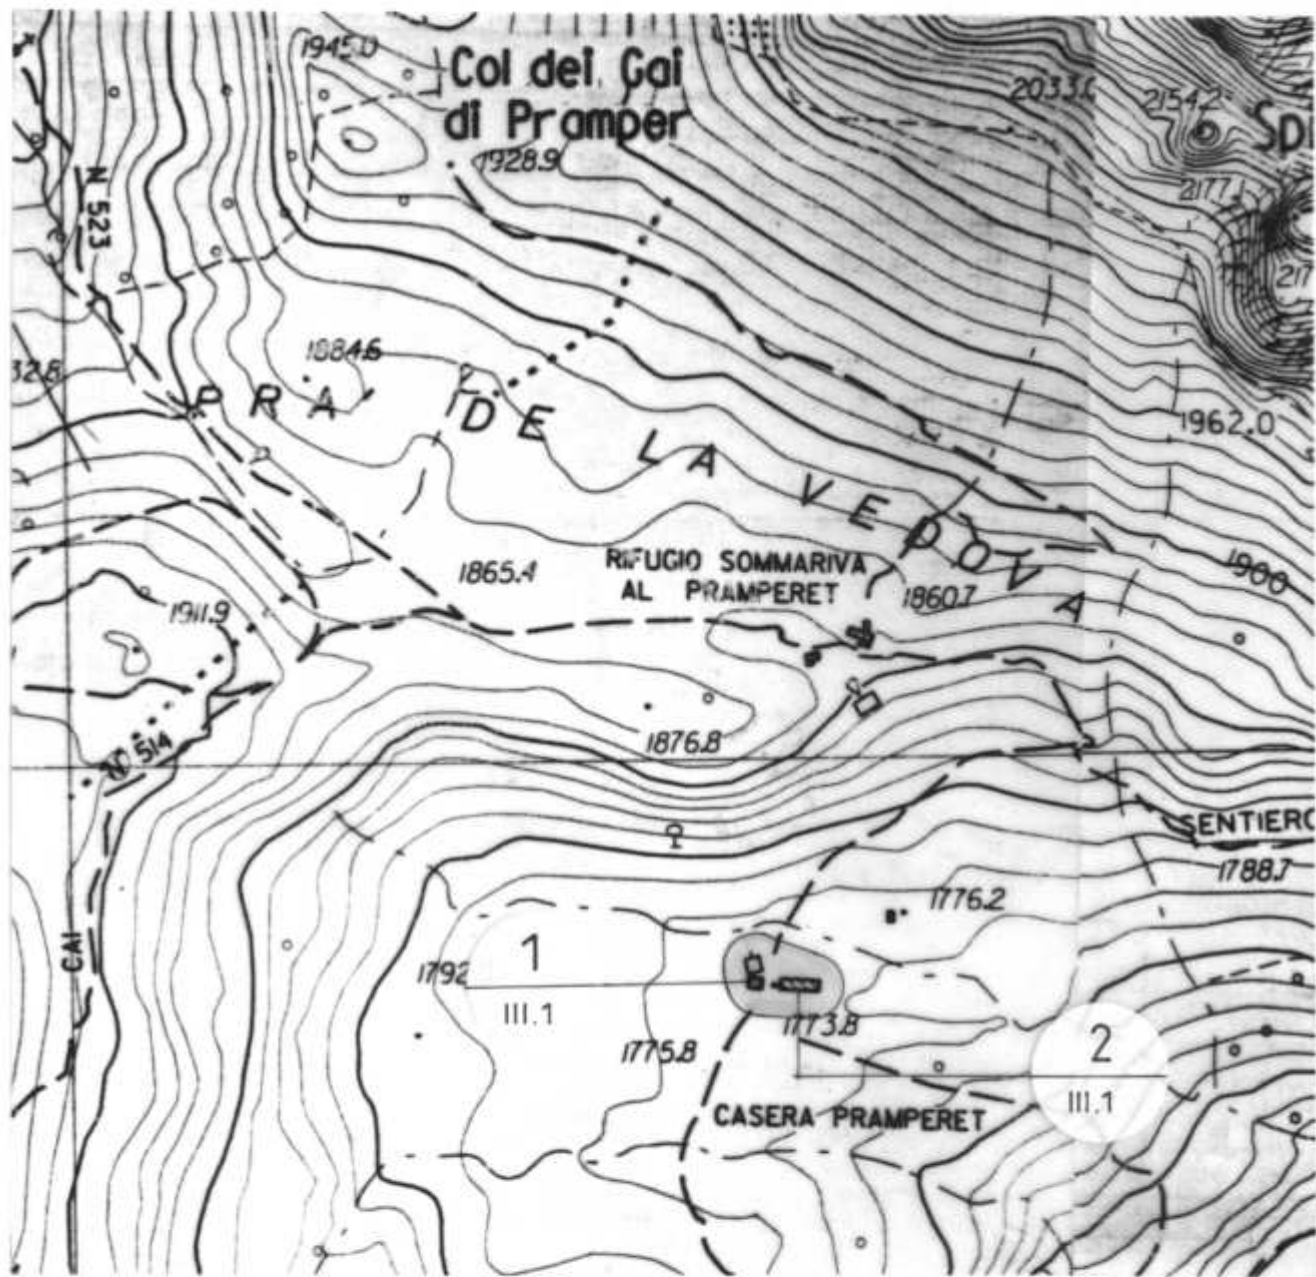 1945.0
Col dei Gai
di Pramper
2033.0
2154.2
1928.9
2177.1
N 523
217
32.8
1884.6
PRA DE LA VEDOVA
1962.0
1865.4
RIFUGIO SOMMARIVA
AL PRAMPERET
1860.7
1900
1911.9
1876.8
N 514
SENTIERO
1788.7
1776.2
CAI
1
1792
III.1
1773.8
1775.8
2
III.1
CASERA PRAMPERET